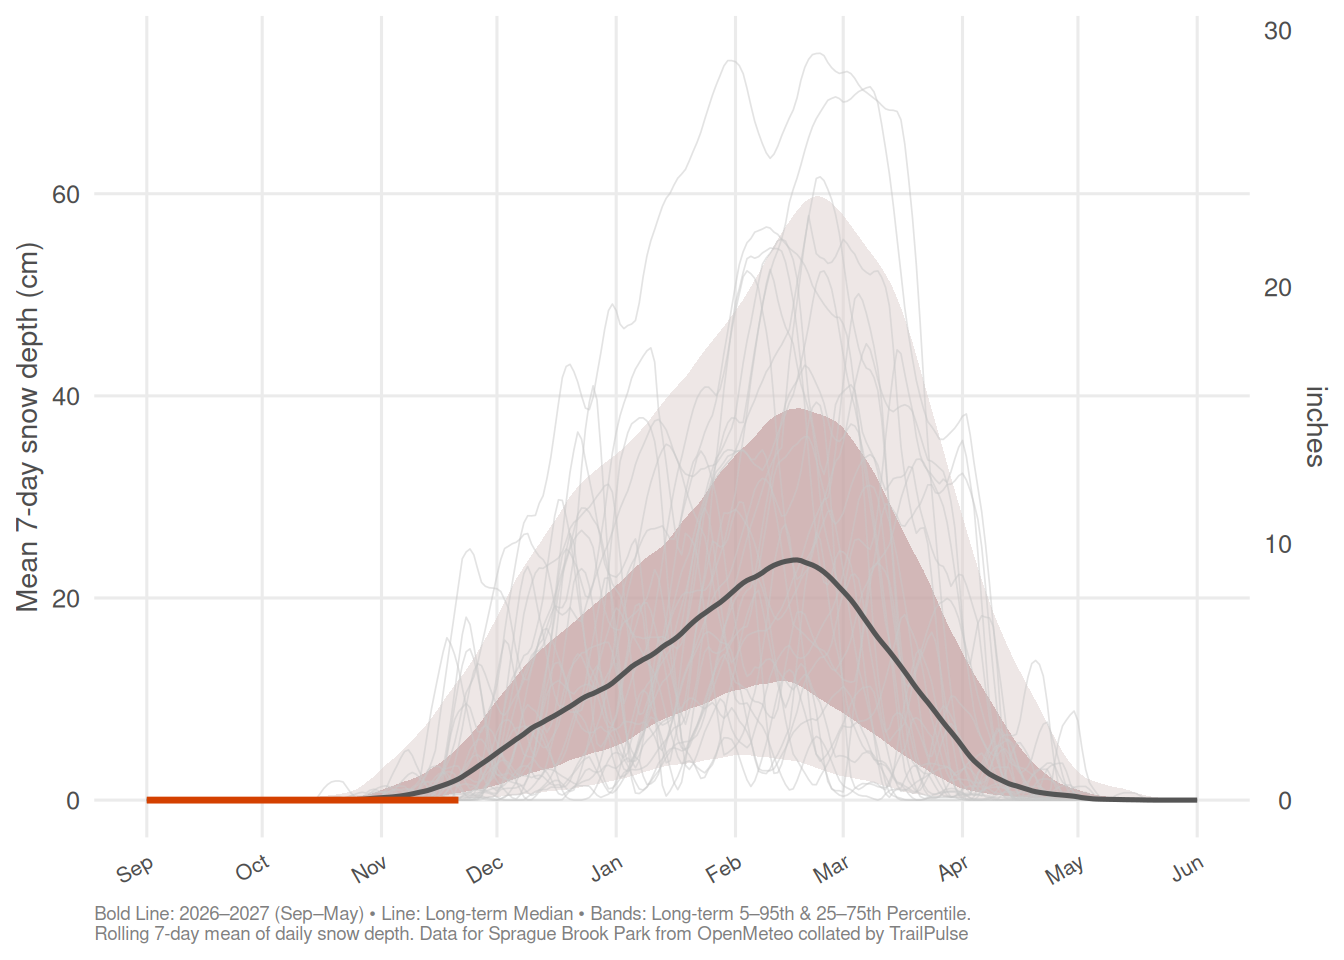 30
60
Mean 7-day snow depth (cm)
20
40
inches
10
20
0
0
Sep
Oct
Nov
Dec
Jan
Feb
Mar
Apr
May
Jun
Bold Line: 2026–2027 (Sep–May) • Line: Long-term Median • Bands: Long-term 5–95th & 25–75th Percentile.
Rolling 7-day mean of daily snow depth. Data for Sprague Brook Park from OpenMeteo collated by TrailPulse